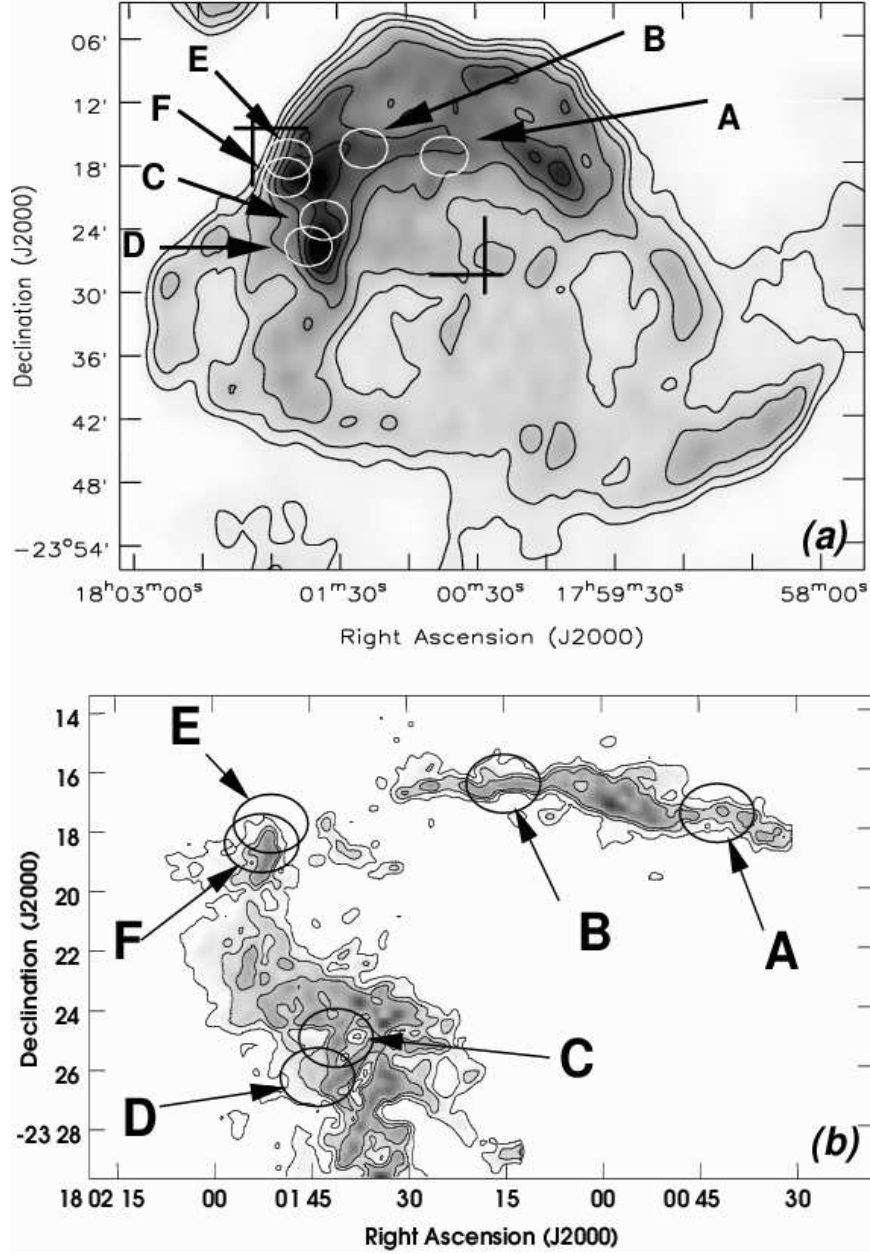 06'
12'
18'
24'
30'
36'
42'
48'
−23°54'
Declination (J2000)
E
F
C
D
B
A
(a)
18ʰ03ᵐ00ˢ 01ᵐ30ˢ 00ᵐ30ˢ 17ʰ59ᵐ30ˢ 58ᵐ00ˢ
Right Ascension (J2000)
14
16
18
20
22
24
26
-23 28
Declination (J2000)
E
F
B
A
C
D
(b)
18 02 15 00 01 45 30 15 00 00 45 30
Right Ascension (J2000)